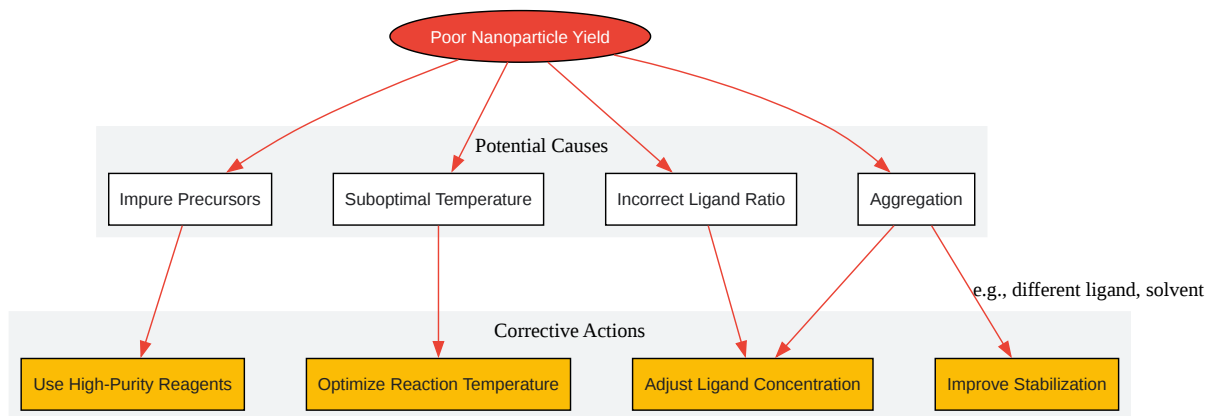 Poor Nanoparticle Yield
Potential Causes
Impure Precursors
Suboptimal Temperature
Incorrect Ligand Ratio
Aggregation
e.g., different ligand, solvent
Corrective Actions
Use High-Purity Reagents
Optimize Reaction Temperature
Adjust Ligand Concentration
Improve Stabilization